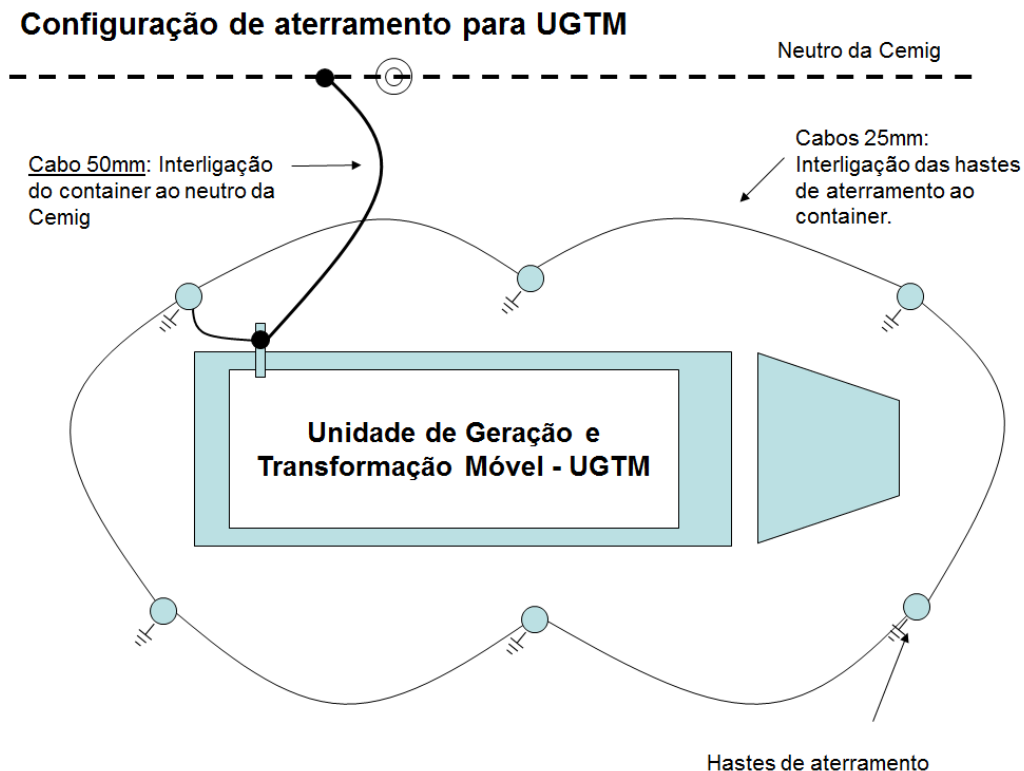 Configuração de aterramento para UGTM
Neutro da Cemig
Cabo 50mm: Interligação
do container ao neutro da
Cemig
Cabos 25mm:
Interligação das hastes
de aterramento ao
container.
Unidade de Geração e
Transformação Móvel - UGTM
Hastes de aterramento